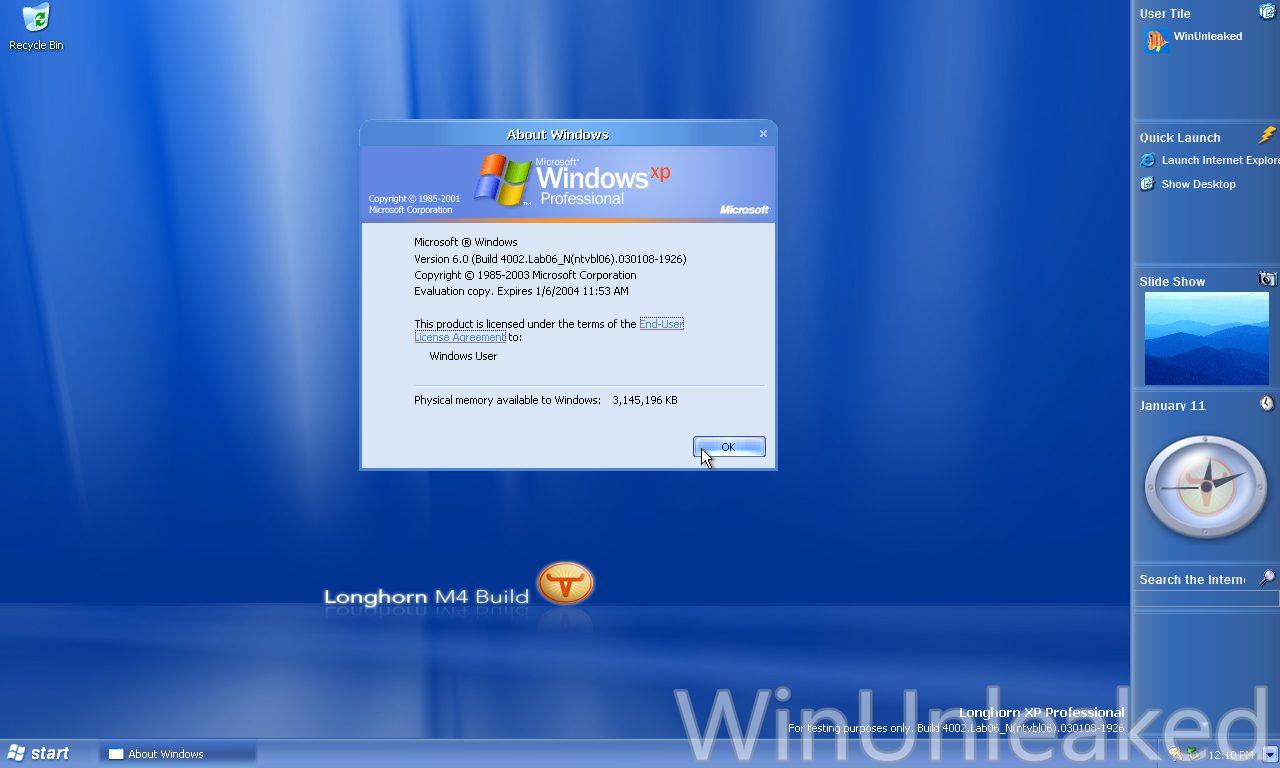 Recycle Bin
About Windows
Copyright © 1985-2001
Microsoft Corporation
Microsoft®
Windows xp
Professional
Microsoft
Microsoft ® Windows
Version 6.0 (Build 4002.Lab06_N(ntvbl06).030108-1926)
Copyright © 1985-2003 Microsoft Corporation
Evaluation copy. Expires 1/6/2004 11:53 AM
This product is licensed under the terms of the End-User
License Agreement to:
Windows User
Physical memory available to Windows: 3,145,196 KB
OK
Longhorn M4 Build
User Tile
WinUnleaked
Quick Launch
Launch Internet Explore
Show Desktop
Slide Show
January 11
Search the Intern
Longhorn XP Professional
For testing purposes only. Build 4002.Lab06_N(ntvbl06).030108-1926
WinUnleaked
start
About Windows
12:10 PM